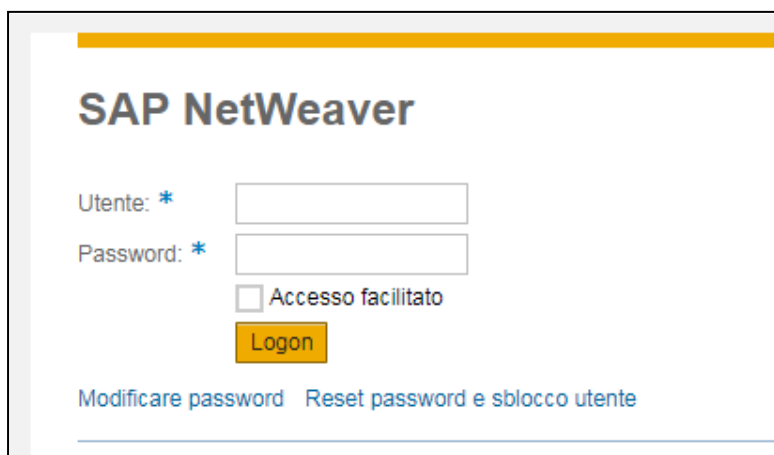 SAP NetWeaver
Utente: *
Password: *
Accesso facilitato
Logon
Modificare password Reset password e sblocco utente